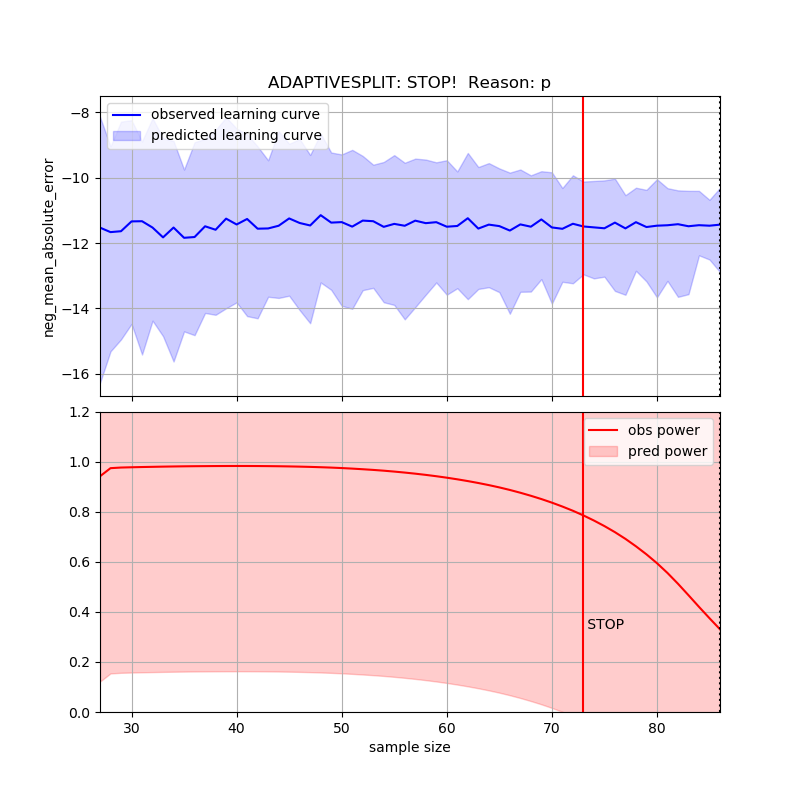 ADAPTIVESPLIT: STOP!  Reason: p
observed learning curve
predicted learning curve
neg_mean_absolute_error
−8
−10
−12
−14
−16
obs power
pred power
STOP
1.2
1.0
0.8
0.6
0.4
0.2
0.0
30 40 50 60 70 80
sample size